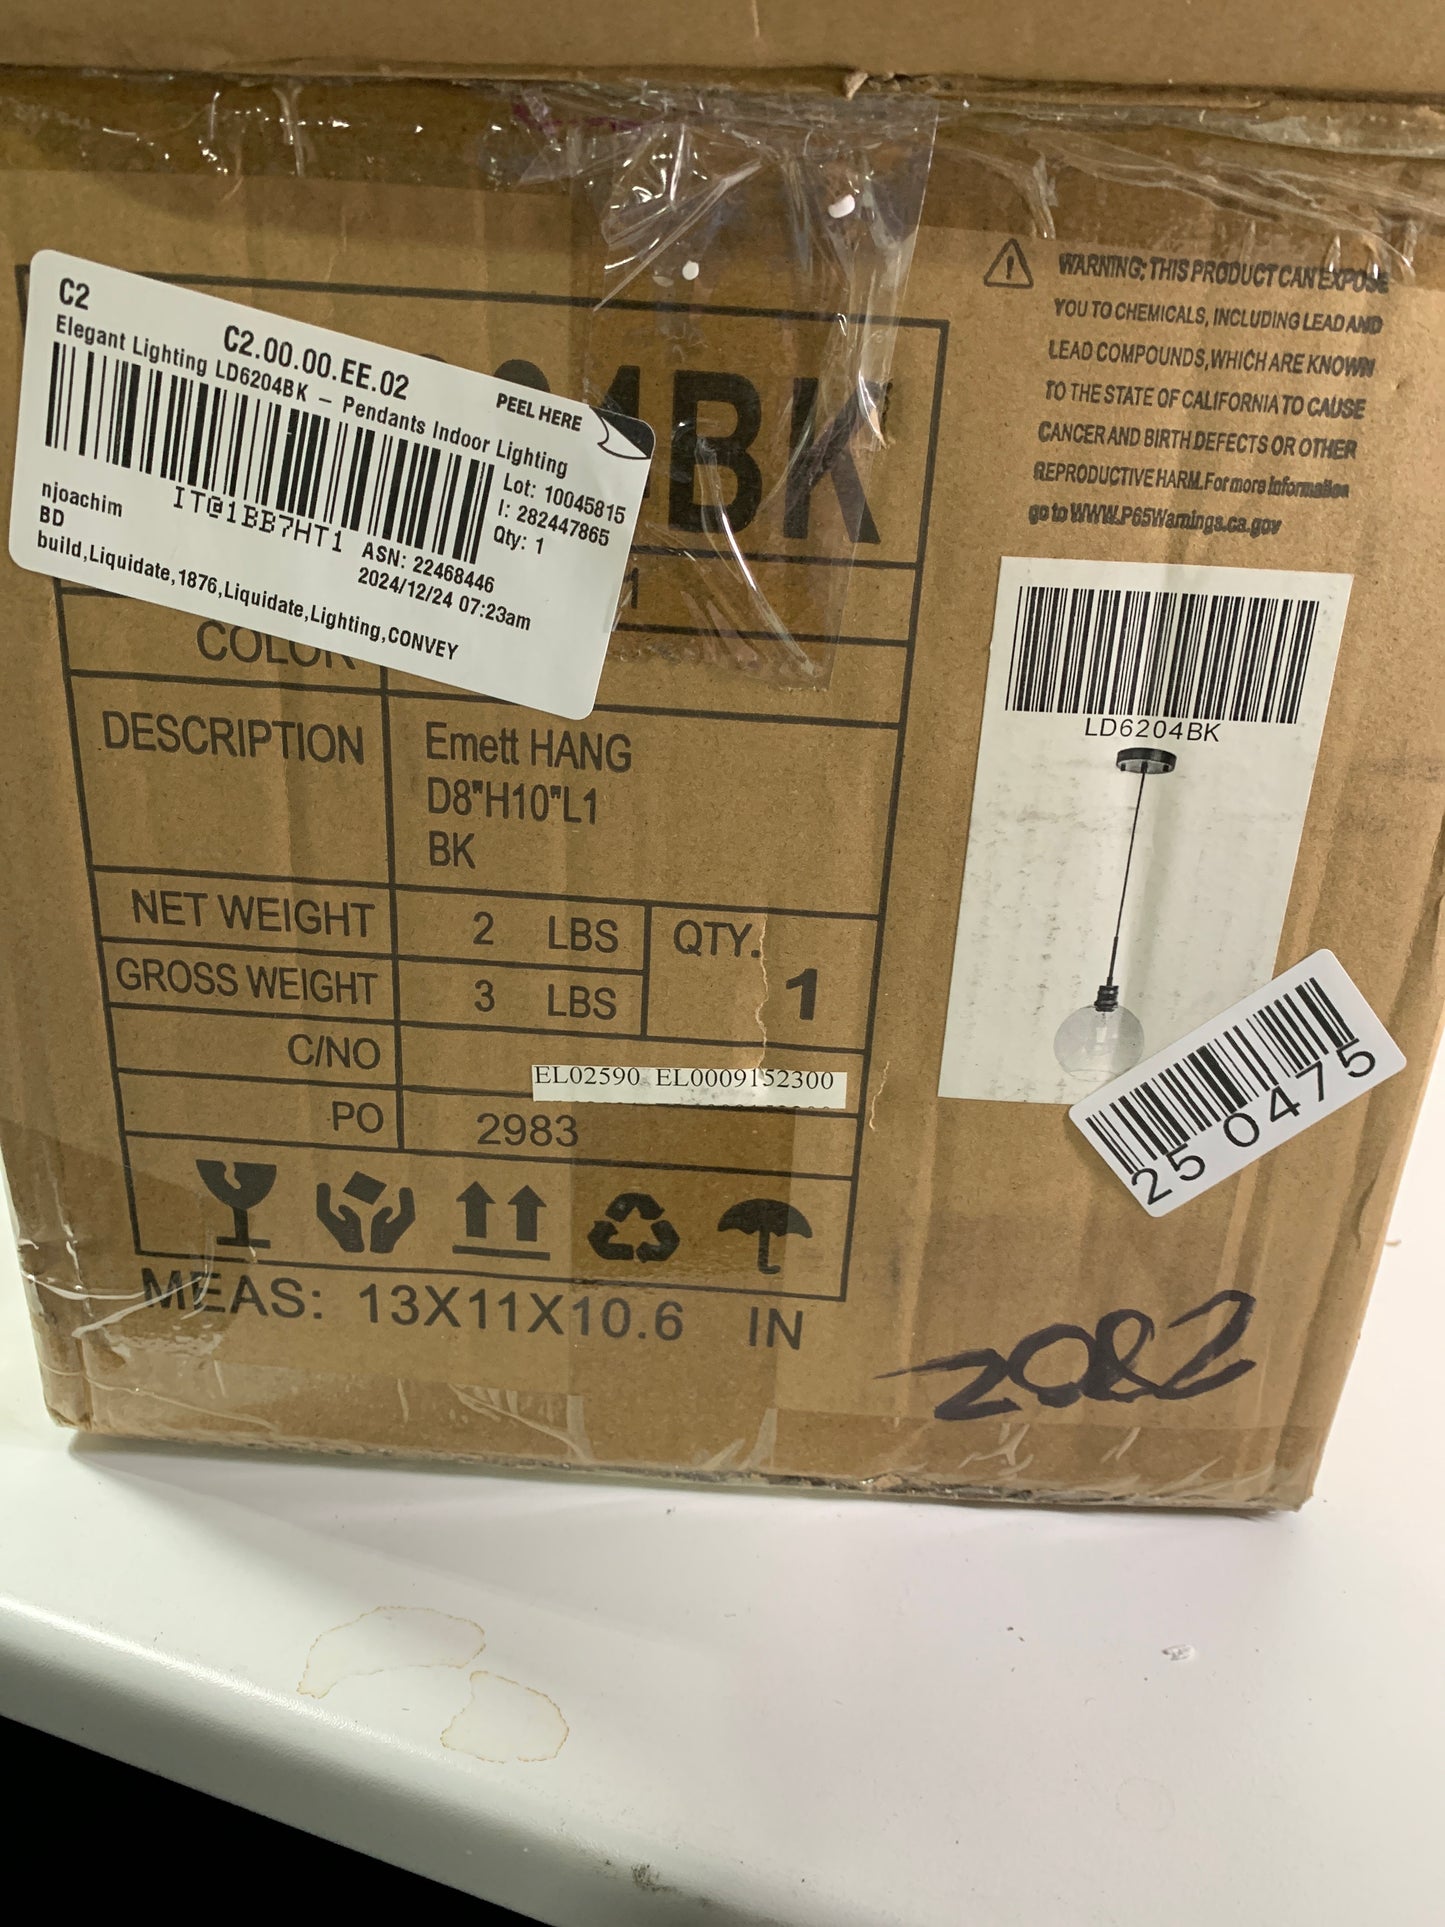 C2
C2.00.00.EE.02
Elegant Lighting LD6204BK – Pendants Indoor Lighting
PEEL HERE
Lot: 10045815
I: 282447865
Qty: 1
IT@1BB7HT1
njoachim
BD
ASN: 22468446
2024/12/24 07:23am
build,Liquidate,1876,Liquidate,Lighting,CONVEY
4BK
1
COLOR
DESCRIPTION
Emett HANG
D8"H10"L1
BK
NET WEIGHT 2 LBS
GROSS WEIGHT 3 LBS
QTY. 1
C/NO
EL02590 EL0009152300
PO 2983
MEAS: 13X11X10.6 IN
WARNING: THIS PRODUCT CAN EXPOSE
YOU TO CHEMICALS, INCLUDING LEAD AND
LEAD COMPOUNDS,WHICH ARE KNOWN
TO THE STATE OF CALIFORNIA TO CAUSE
CANCER AND BIRTH DEFECTS OR OTHER
REPRODUCTIVE HARM.For more information
go to WWW.P65Warnings.ca.gov
LD6204BK
25 0475
2082